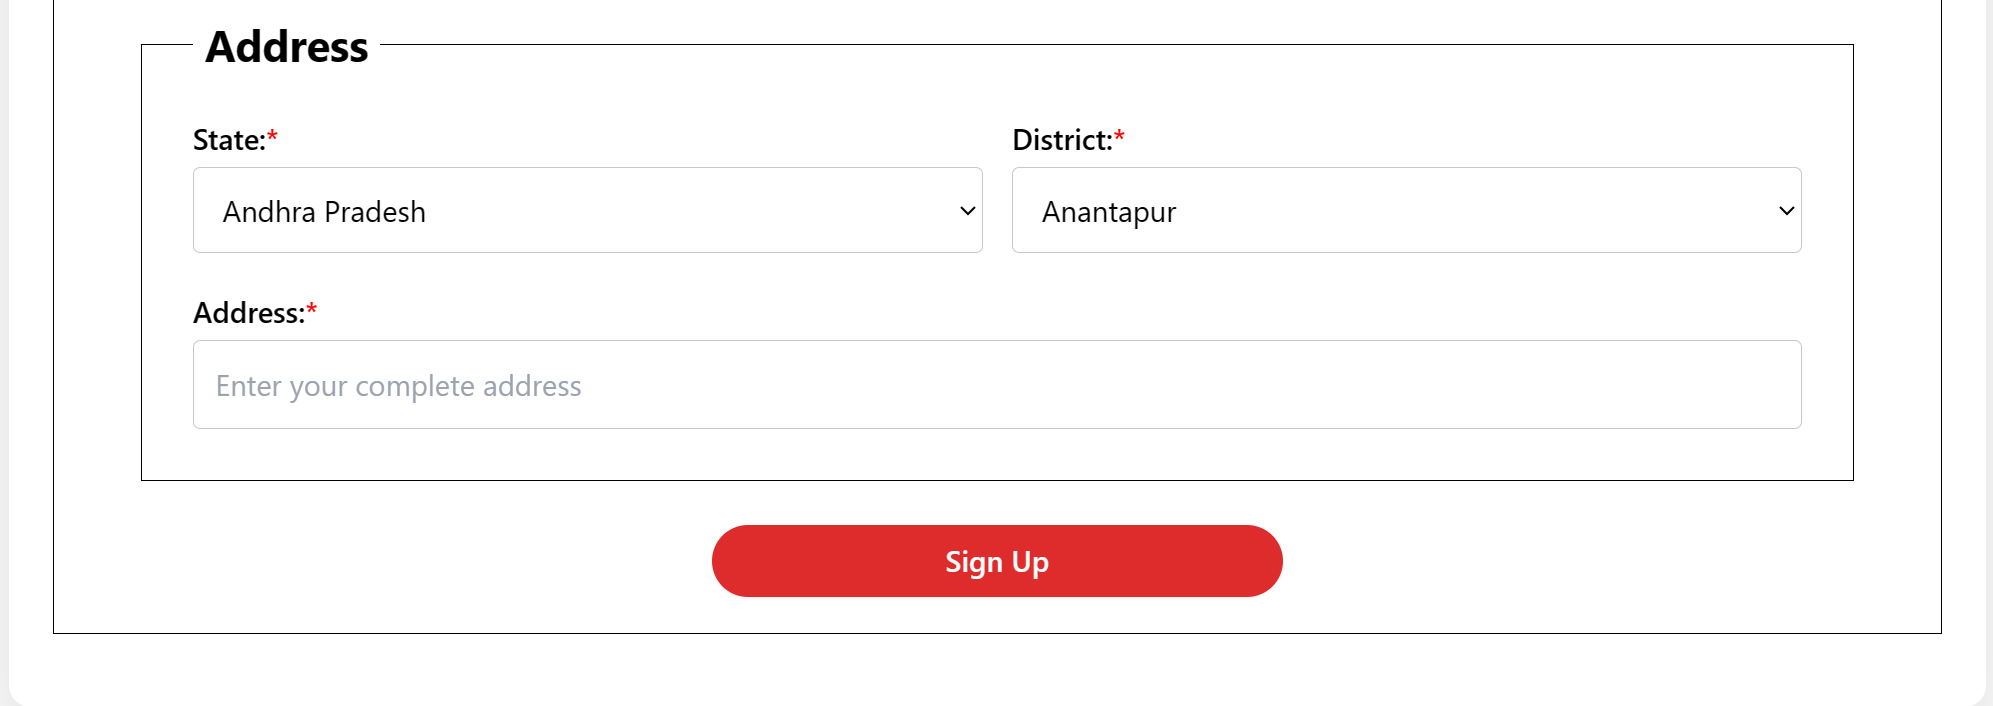 Address
State:* District:*
Andhra Pradesh Anantapur
Address:*
Enter your complete address
Sign Up